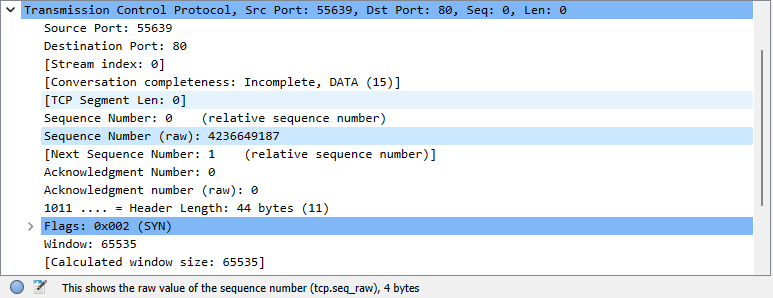 Transmission Control Protocol, Src Port: 55639, Dst Port: 80, Seq: 0, Len: 0
Source Port: 55639
Destination Port: 80
[Stream index: 0]
[Conversation completeness: Incomplete, DATA (15)]
[TCP Segment Len: 0]
Sequence Number: 0    (relative sequence number)
Sequence Number (raw): 4236649187
[Next Sequence Number: 1    (relative sequence number)]
Acknowledgment Number: 0
Acknowledgment number (raw): 0
1011 .... = Header Length: 44 bytes (11)
Flags: 0x002 (SYN)
Window: 65535
[Calculated window size: 65535]
This shows the raw value of the sequence number (tcp.seq_raw), 4 bytes